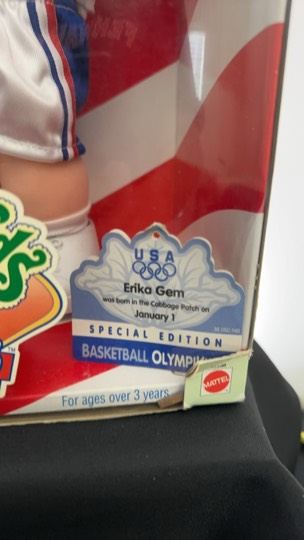 USA
Erika Gem
was born in the Cabbage Patch on
January 1
SPECIAL EDITION
BASKETBALL
For ages over 3 years
MATTEL